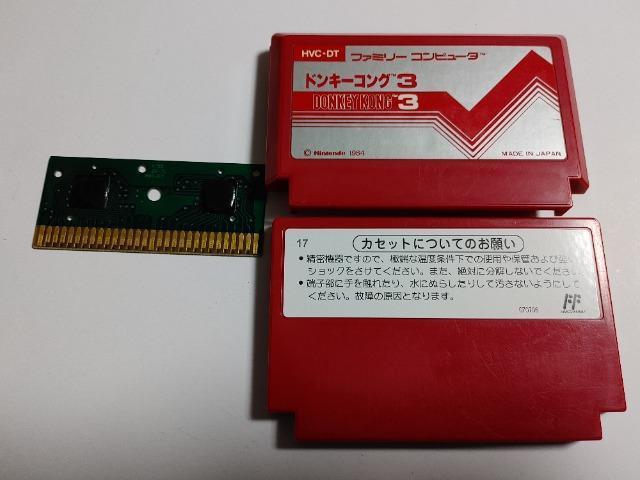 HVC-DT ファミリー コンピュータ™
ドンキーコング™3
DONKEY KONG™3
© Nintendo 1984
MADE IN JAPAN
17
カセットについてのお願い
●精密機器ですので、極端な温度条件下での使用や保管および強い
ショックをさけてください。また、絶対に分解しないでください。
●端子部に手を触れたり、水にぬらしたりして汚さないようにして
ください。故障の原因となります。
070706